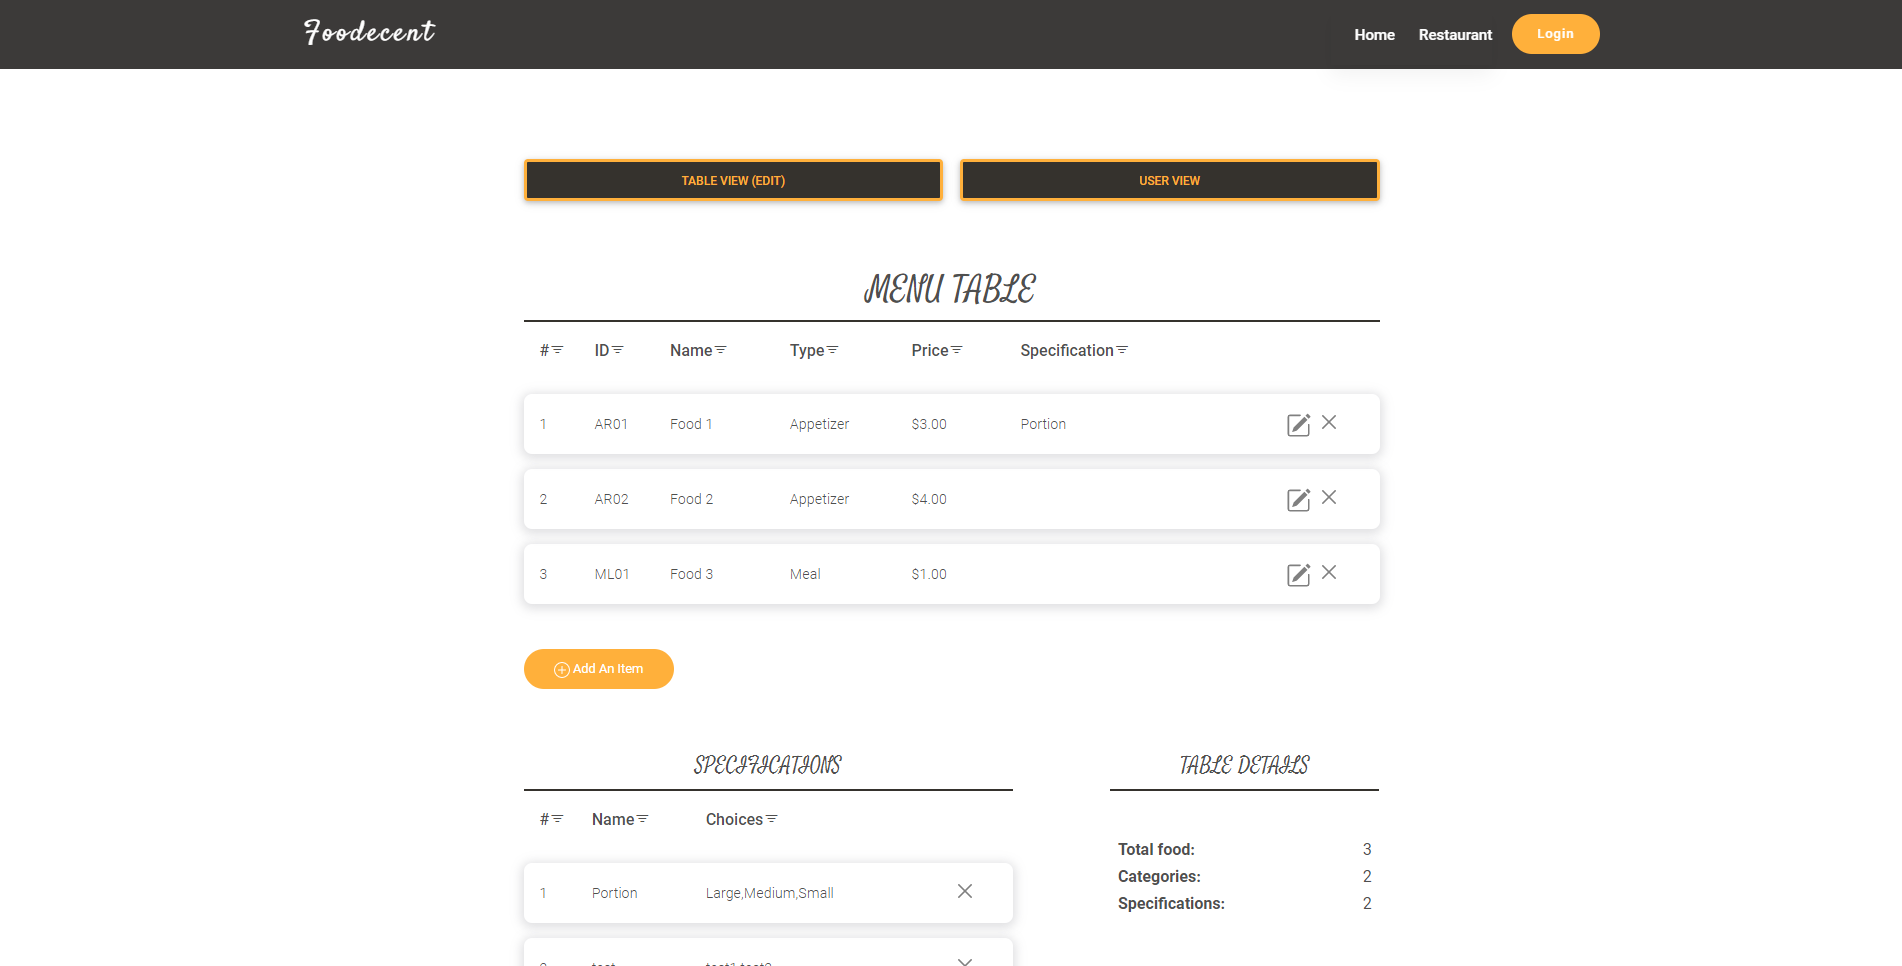 Foodecent
Home Restaurant Login
TABLE VIEW (EDIT) USER VIEW
MENU TABLE
# ID Name Type Price Specification
1 AR01 Food 1 Appetizer $3.00 Portion
2 AR02 Food 2 Appetizer $4.00
3 ML01 Food 3 Meal $1.00
Add An Item
SPECIFICATIONS
# Name Choices
1 Portion Large,Medium,Small
TABLE DETAILS
Total food: 3
Categories: 2
Specifications: 2